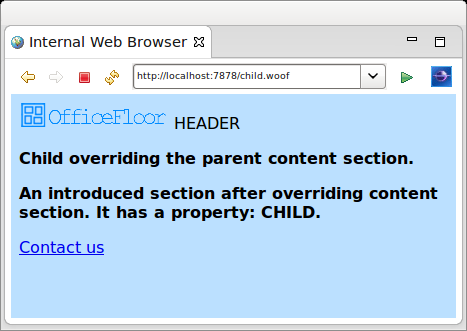 Internal Web Browser
http://localhost:7878/child.woof
OfficeFloor HEADER
Child overriding the parent content section.
An introduced section after overriding content
section. It has a property: CHILD.
Contact us